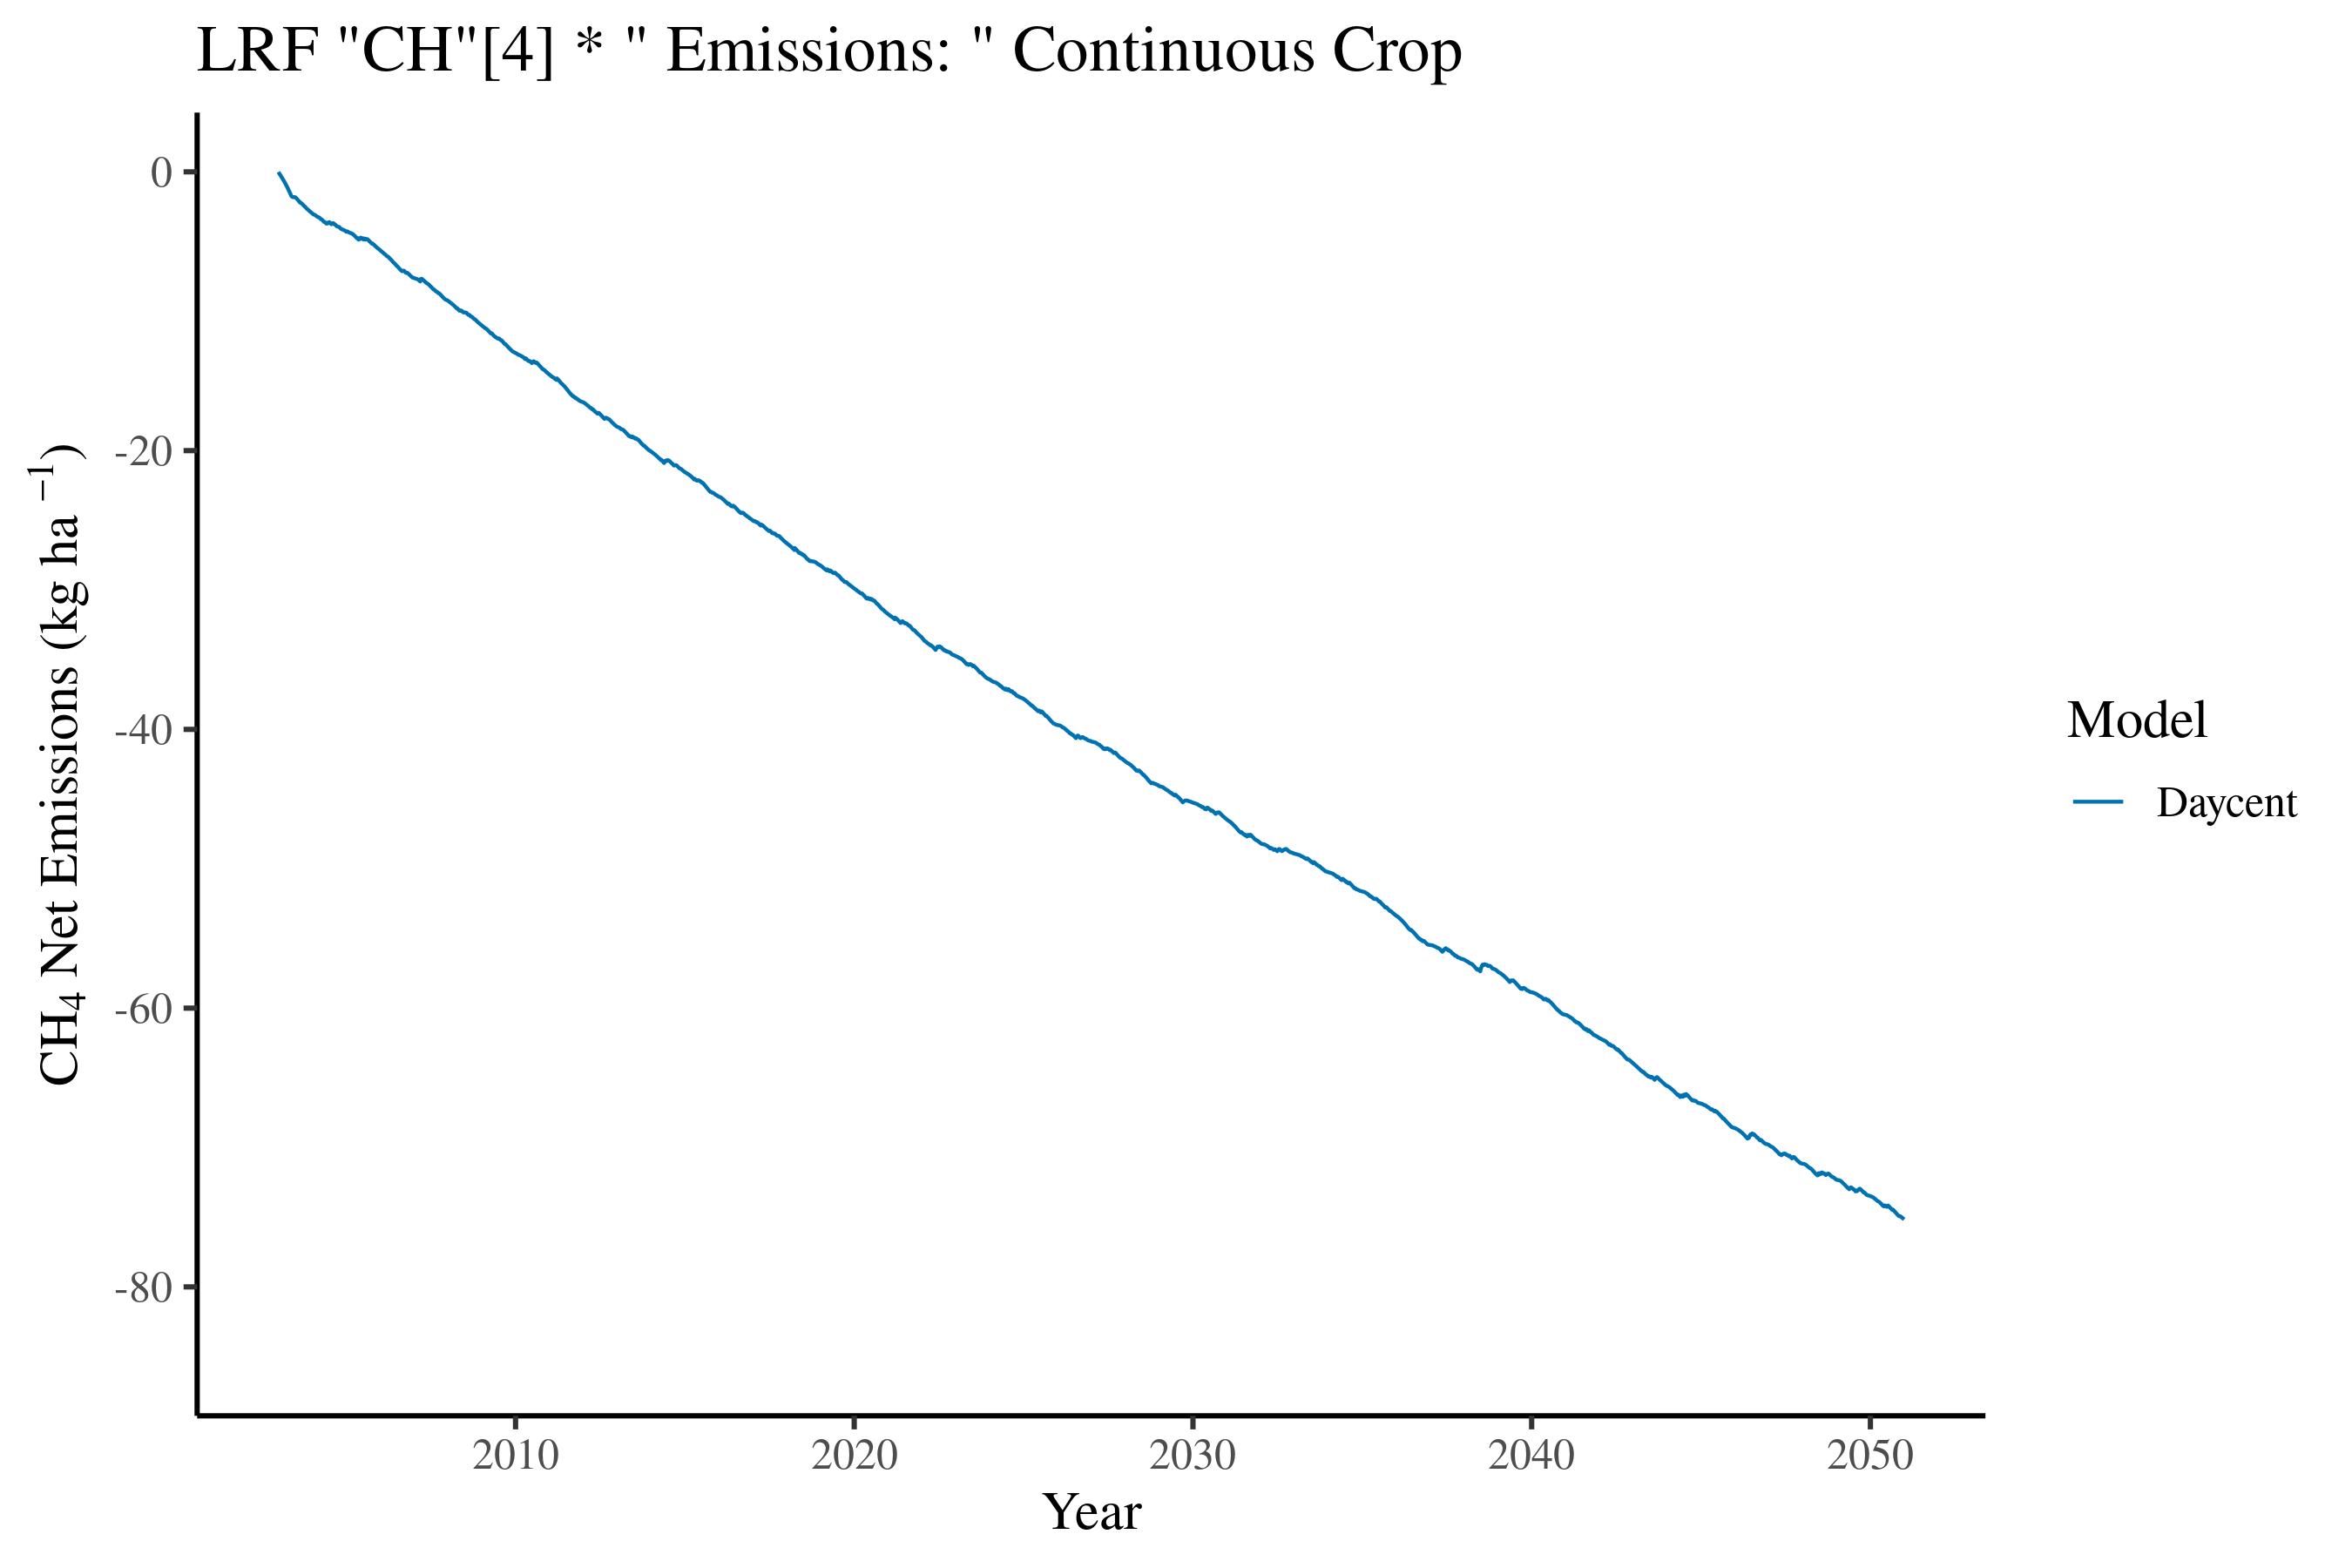 LRF "CH"[4] * " Emissions: " Continuous Crop
CH₄ Net Emissions (kg ha ⁻¹)
0
-20
-40
-60
-80
2010 2020 2030 2040 2050
Year
Model
Daycent